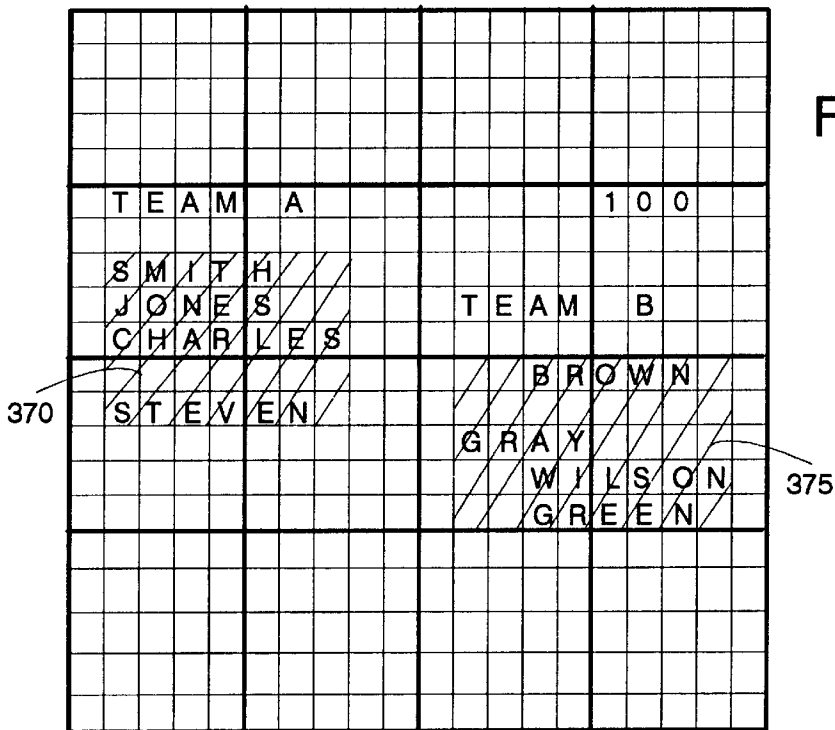 F
TEAM A 100
SMITH
JONES TEAM B
CHARLES
BROWN
370 STEVEN
GRAY
WILSON 375
GREEN